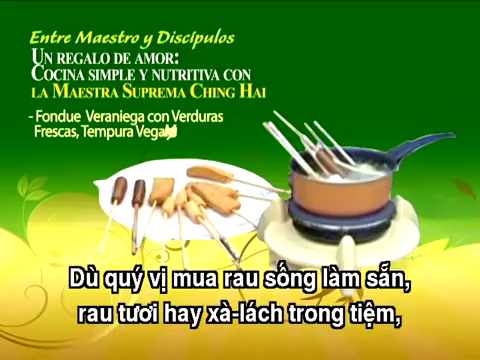 Entre Maestro y Discípulos
UN REGALO DE AMOR:
COCINA SIMPLE Y NUTRITIVA CON
LA MAESTRA SUPREMA CHING HAI
- Fondue Veraniega con Verduras
Frescas, Tempura
Dù quý vị mua rau sống làm sẵn,
rau tươi hay xà-lách trong tiệm,